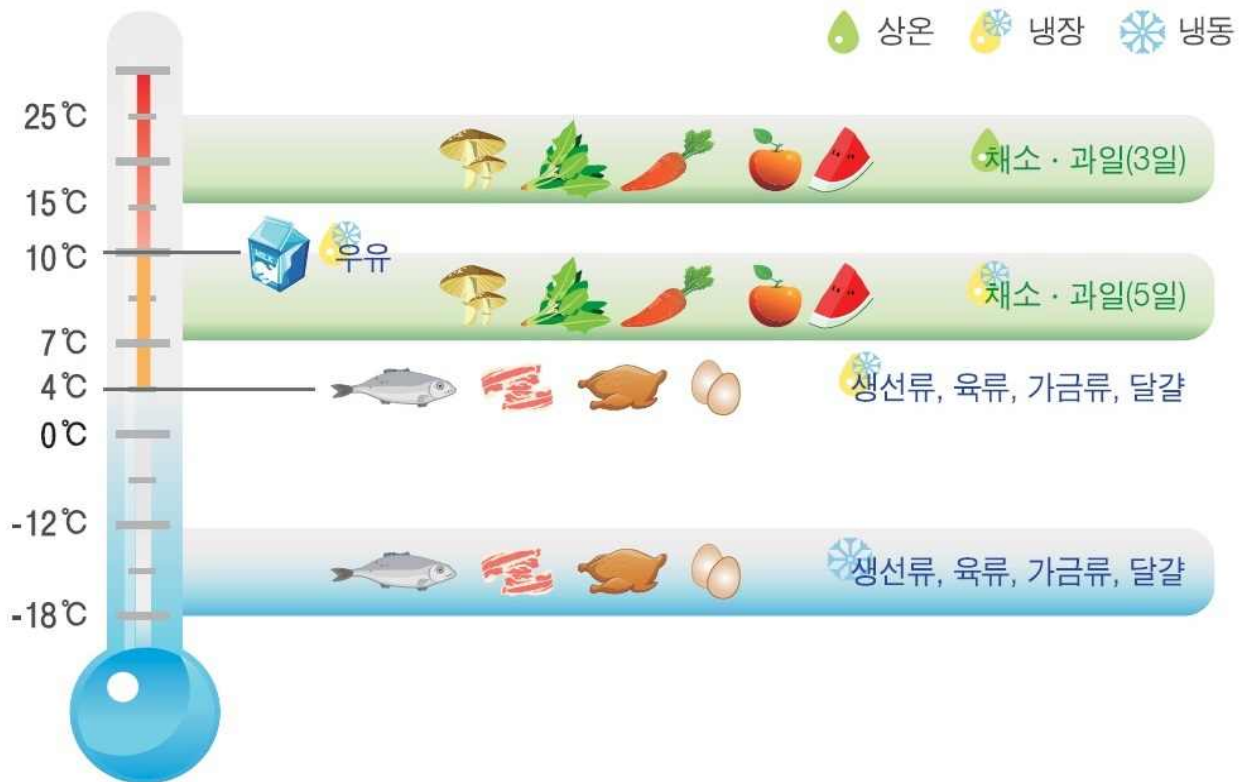 상온 냉장 냉동
25℃
채소 · 과일(3일)
15℃
우유
10℃
채소 · 과일(5일)
7℃
4℃
생선류, 육류, 가금류, 달걀
0℃
-12℃
생선류, 육류, 가금류, 달걀
-18℃